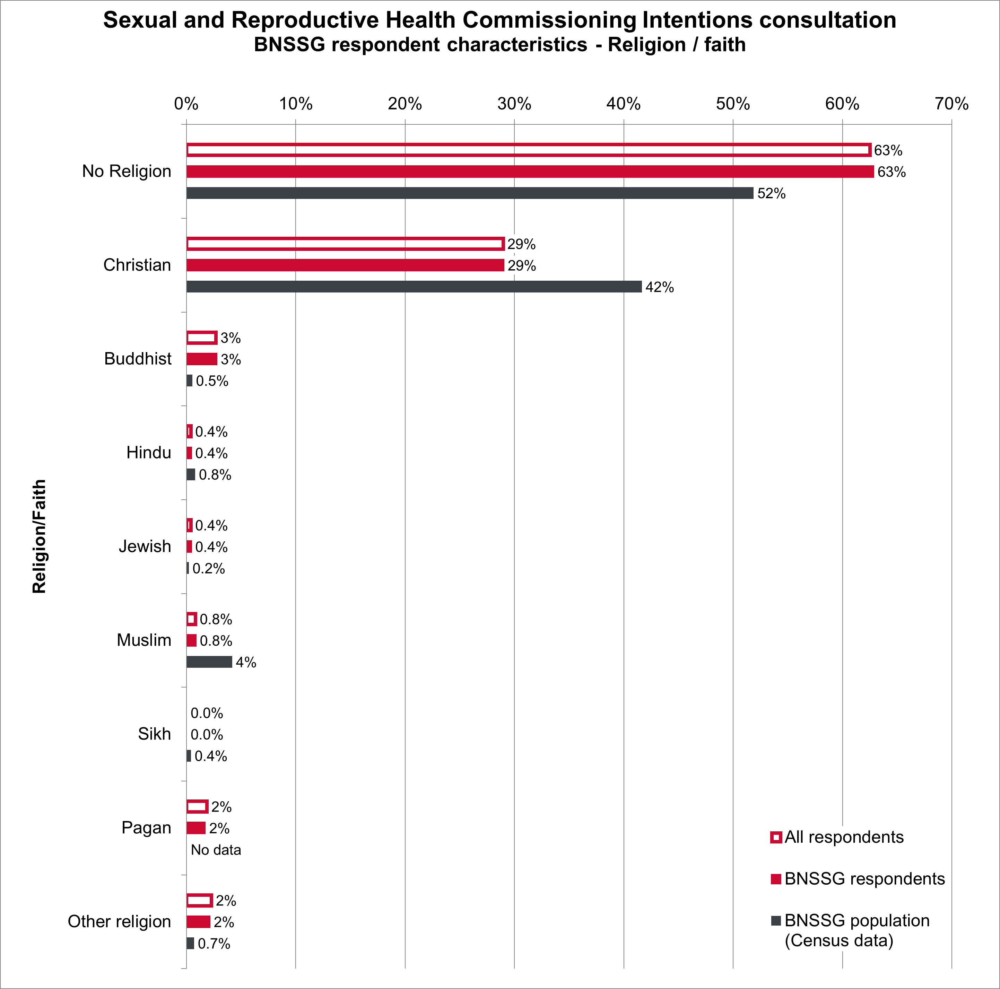 Sexual and Reproductive Health Commissioning Intentions consultation
BNSSG respondent characteristics - Religion / faith
0% 10% 20% 30% 40% 50% 60% 70%
Religion/Faith
No Religion
63%
63%
52%
Christian
29%
29%
42%
Buddhist
3%
3%
0.5%
Hindu
0.4%
0.4%
0.8%
Jewish
0.4%
0.4%
0.2%
Muslim
0.8%
0.8%
4%
Sikh
0.0%
0.0%
0.4%
Pagan
2%
2%
No data
Other religion
2%
2%
0.7%
All respondents
BNSSG respondents
BNSSG population
(Census data)